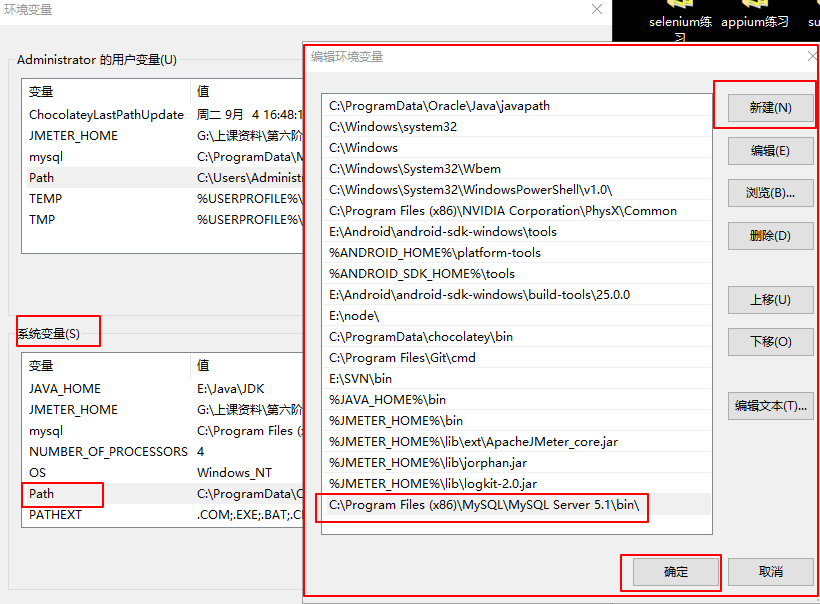 环境变量
selenium练习
appium练习
su
Administrator 的用户变量(U)
变量 值
ChocolateyLastPathUpdate 周二 9月 4 16:48:1
JMETER_HOME G:\上课资料\第六阶
mysql C:\ProgramData\M
Path C:\Users\Administr
TEMP %USERPROFILE%\
TMP %USERPROFILE%\
系统变量(S)
变量 值
JAVA_HOME E:\Java\JDK
JMETER_HOME G:\上课资料\第六阶
mysql C:\Program Files (
NUMBER_OF_PROCESSORS 4
OS Windows_NT
Path C:\ProgramData\O
PATHEXT .COM;.EXE;.BAT;.C
编辑环境变量
C:\ProgramData\Oracle\Java\javapath
C:\Windows\system32
C:\Windows
C:\Windows\System32\Wbem
C:\Windows\System32\WindowsPowerShell\v1.0\
C:\Program Files (x86)\NVIDIA Corporation\PhysX\Common
E:\Android\android-sdk-windows\tools
%ANDROID_HOME%\platform-tools
%ANDROID_SDK_HOME%\tools
E:\Android\android-sdk-windows\build-tools\25.0.0
E:\node\
C:\ProgramData\chocolatey\bin
C:\Program Files\Git\cmd
E:\SVN\bin
%JAVA_HOME%\bin
%JMETER_HOME%\bin
%JMETER_HOME%\lib\ext\ApacheJMeter_core.jar
%JMETER_HOME%\lib\jorphan.jar
%JMETER_HOME%\lib\logkit-2.0.jar
C:\Program Files (x86)\MySQL\MySQL Server 5.1\bin\
新建(N)
编辑(E)
浏览(B)...
删除(D)
上移(U)
下移(O)
编辑文本(T)...
确定
取消